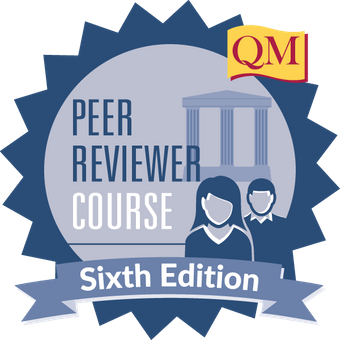 QM
PEER
REVIEWER
COURSE
Sixth Edition